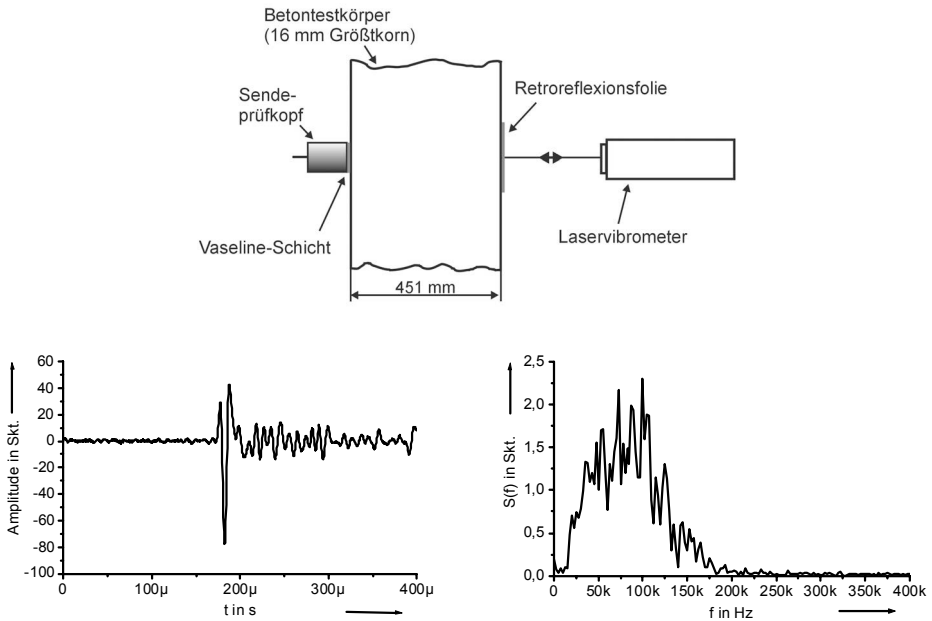 Betontestkörper
(16 mm Größtkorn)
Sende-
prüfkopf
Retroreflexionsfolie
Vaseline-Schicht
Laservibrometer
451 mm
60
40
20
0
-20
-40
-60
-80
-100
Amplitude in Skt.
0
100µ
200µ
300µ
400µ
t in s
2,5
2,0
1,5
1,0
0,5
0,0
S(f) in Skt.
0
50k
100k
150k
200k
250k
300k
350k
400k
f in Hz